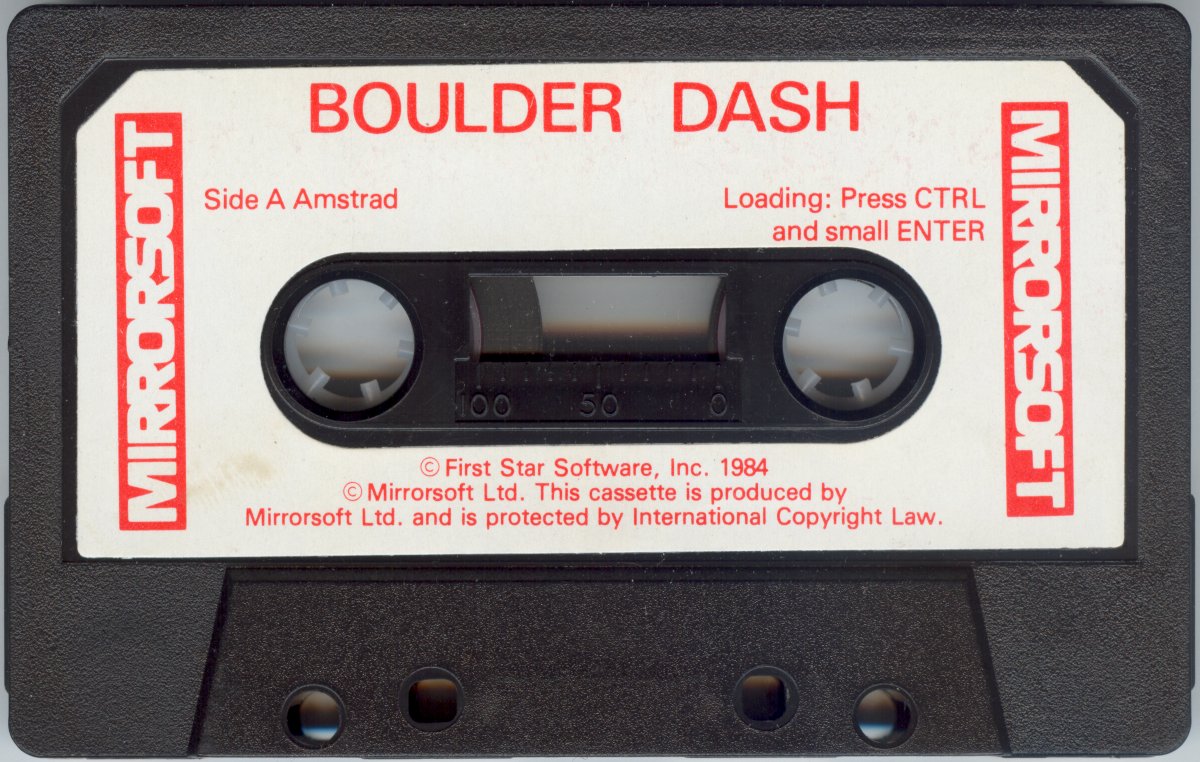 BOULDER DASH
MIRRORSOFT
Side A Amstrad
Loading: Press CTRL
and small ENTER
MIRRORSOFT
100 50 0
© First Star Software, Inc. 1984
© Mirrorsoft Ltd. This cassette is produced by
Mirrorsoft Ltd. and is protected by International Copyright Law.